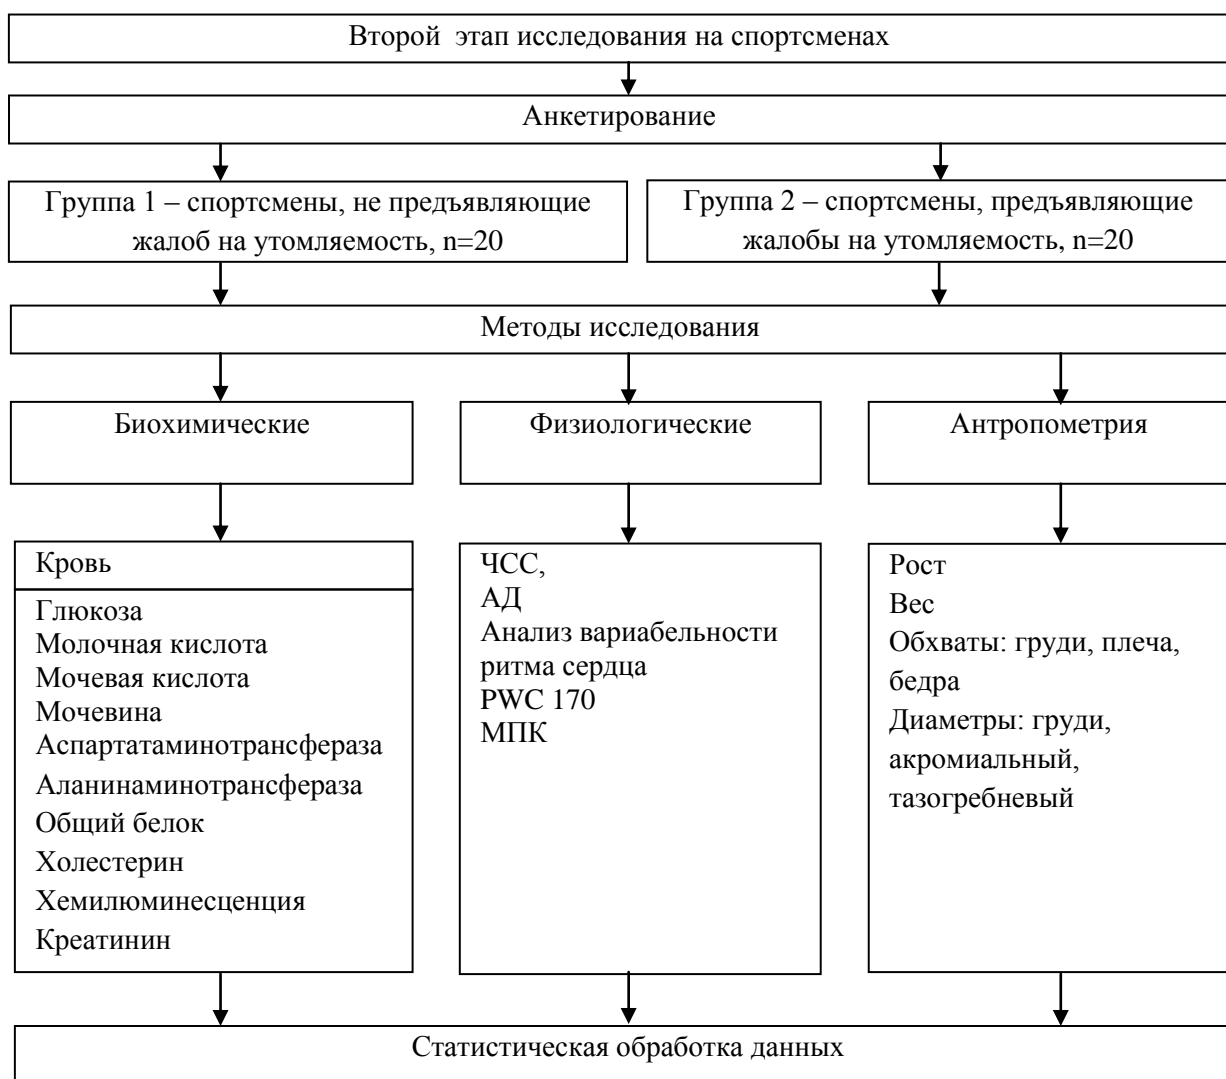 Второй этап исследования на спортсменах
Анкетирование
Группа 1 – спортсмены, не предъявляющие
жалоб на утомляемость, n=20
Группа 2 – спортсмены, предъявляющие
жалобы на утомляемость, n=20
Методы исследования
Биохимические
Физиологические
Антропометрия
Кровь
Глюкоза
Молочная кислота
Мочевая кислота
Мочевина
Аспартатаминотрансфераза
Аланинаминотрансфераза
Общий белок
Холестерин
Хемилюминесценция
Креатинин
ЧСС,
АД
Анализ вариабельности
ритма сердца
PWC 170
МПК
Рост
Вес
Обхваты: груди, плеча,
бедра
Диаметры: груди,
акромиальный,
тазогребневый
Статистическая обработка данных